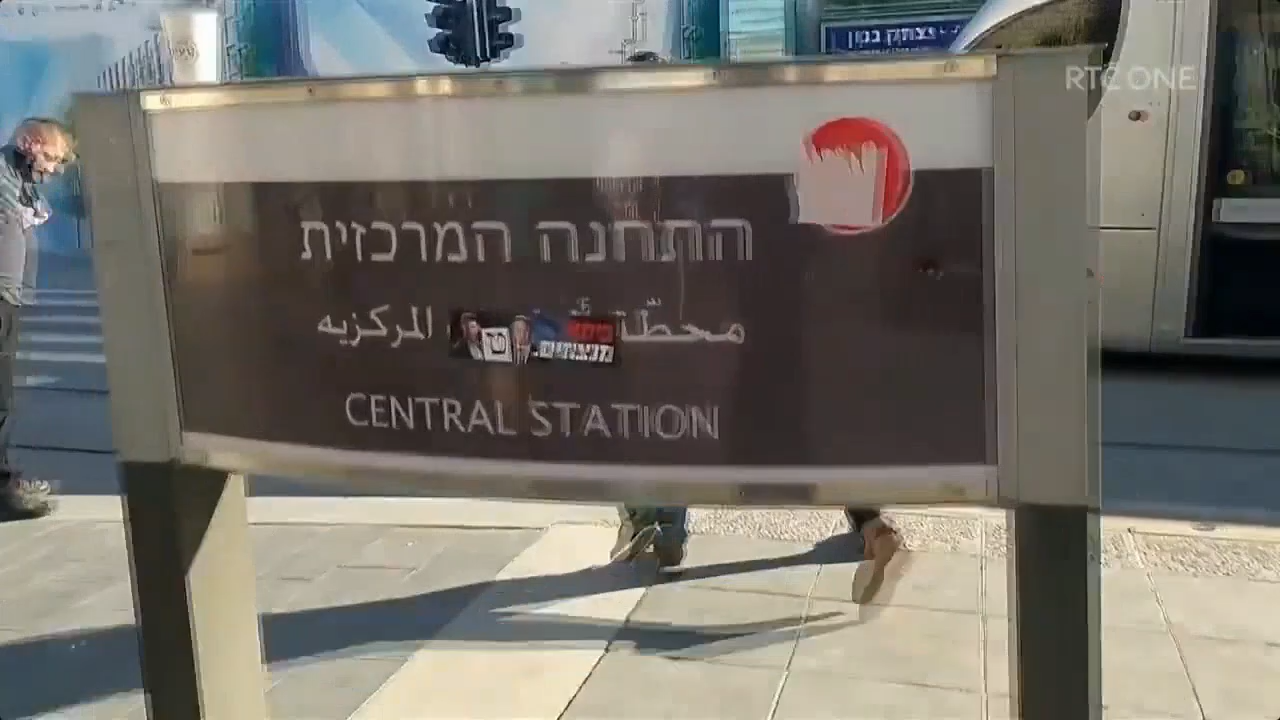 RTÉ ONE
התחנה המרכזית
محطّة المركزيه
CENTRAL STATION